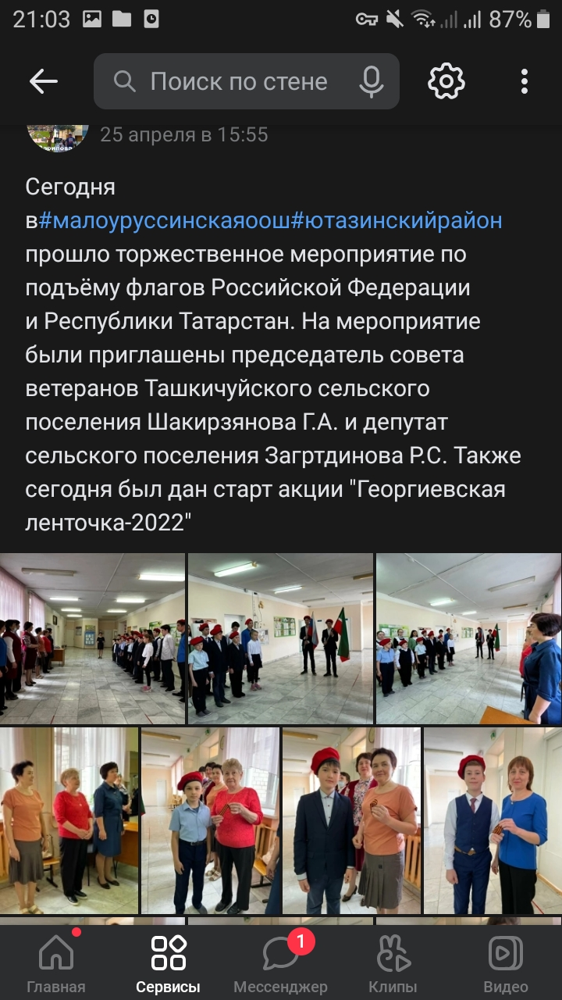 21:03
87%
Поиск по стене
25 апреля в 15:55
Сегодня
в#малоуруссинскаяоош#ютазинскийрайон
прошло торжественное мероприятие по
подъёму флагов Российской Федерации
и Республики Татарстан. На мероприятие
были приглашены председатель совета
ветеранов Ташкичуйского сельского
поселения Шакирзянова Г.А. и депутат
сельского поселения Загртдинова Р.С. Также
сегодня был дан старт акции "Георгиевская
ленточка-2022"
1
Главная
Сервисы
Мессенджер
Клипы
Видео